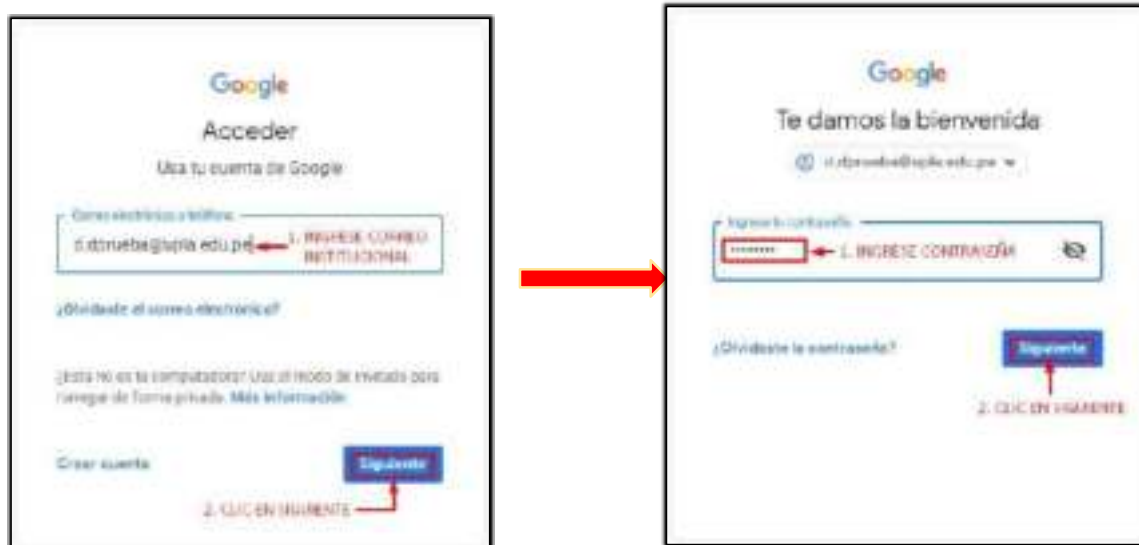 Google
Acceder
Usa tu cuenta de Google
Correo electrónico o teléfono
1. INGRESE CORREO
INSTITUCIONAL
¿Olvidaste el correo electrónico?
¿Esta no es tu computadora? Usa el modo de invitado para
navegar de forma privada. Más información
Crear cuenta
Siguiente
2. CLIC EN SIGUIENTE
Google
Te damos la bienvenida
Ingresa tu contraseña
1. INGRESE CONTRASEÑA
¿Olvidaste la contraseña?
Siguiente
2. CLIC EN SIGUIENTE